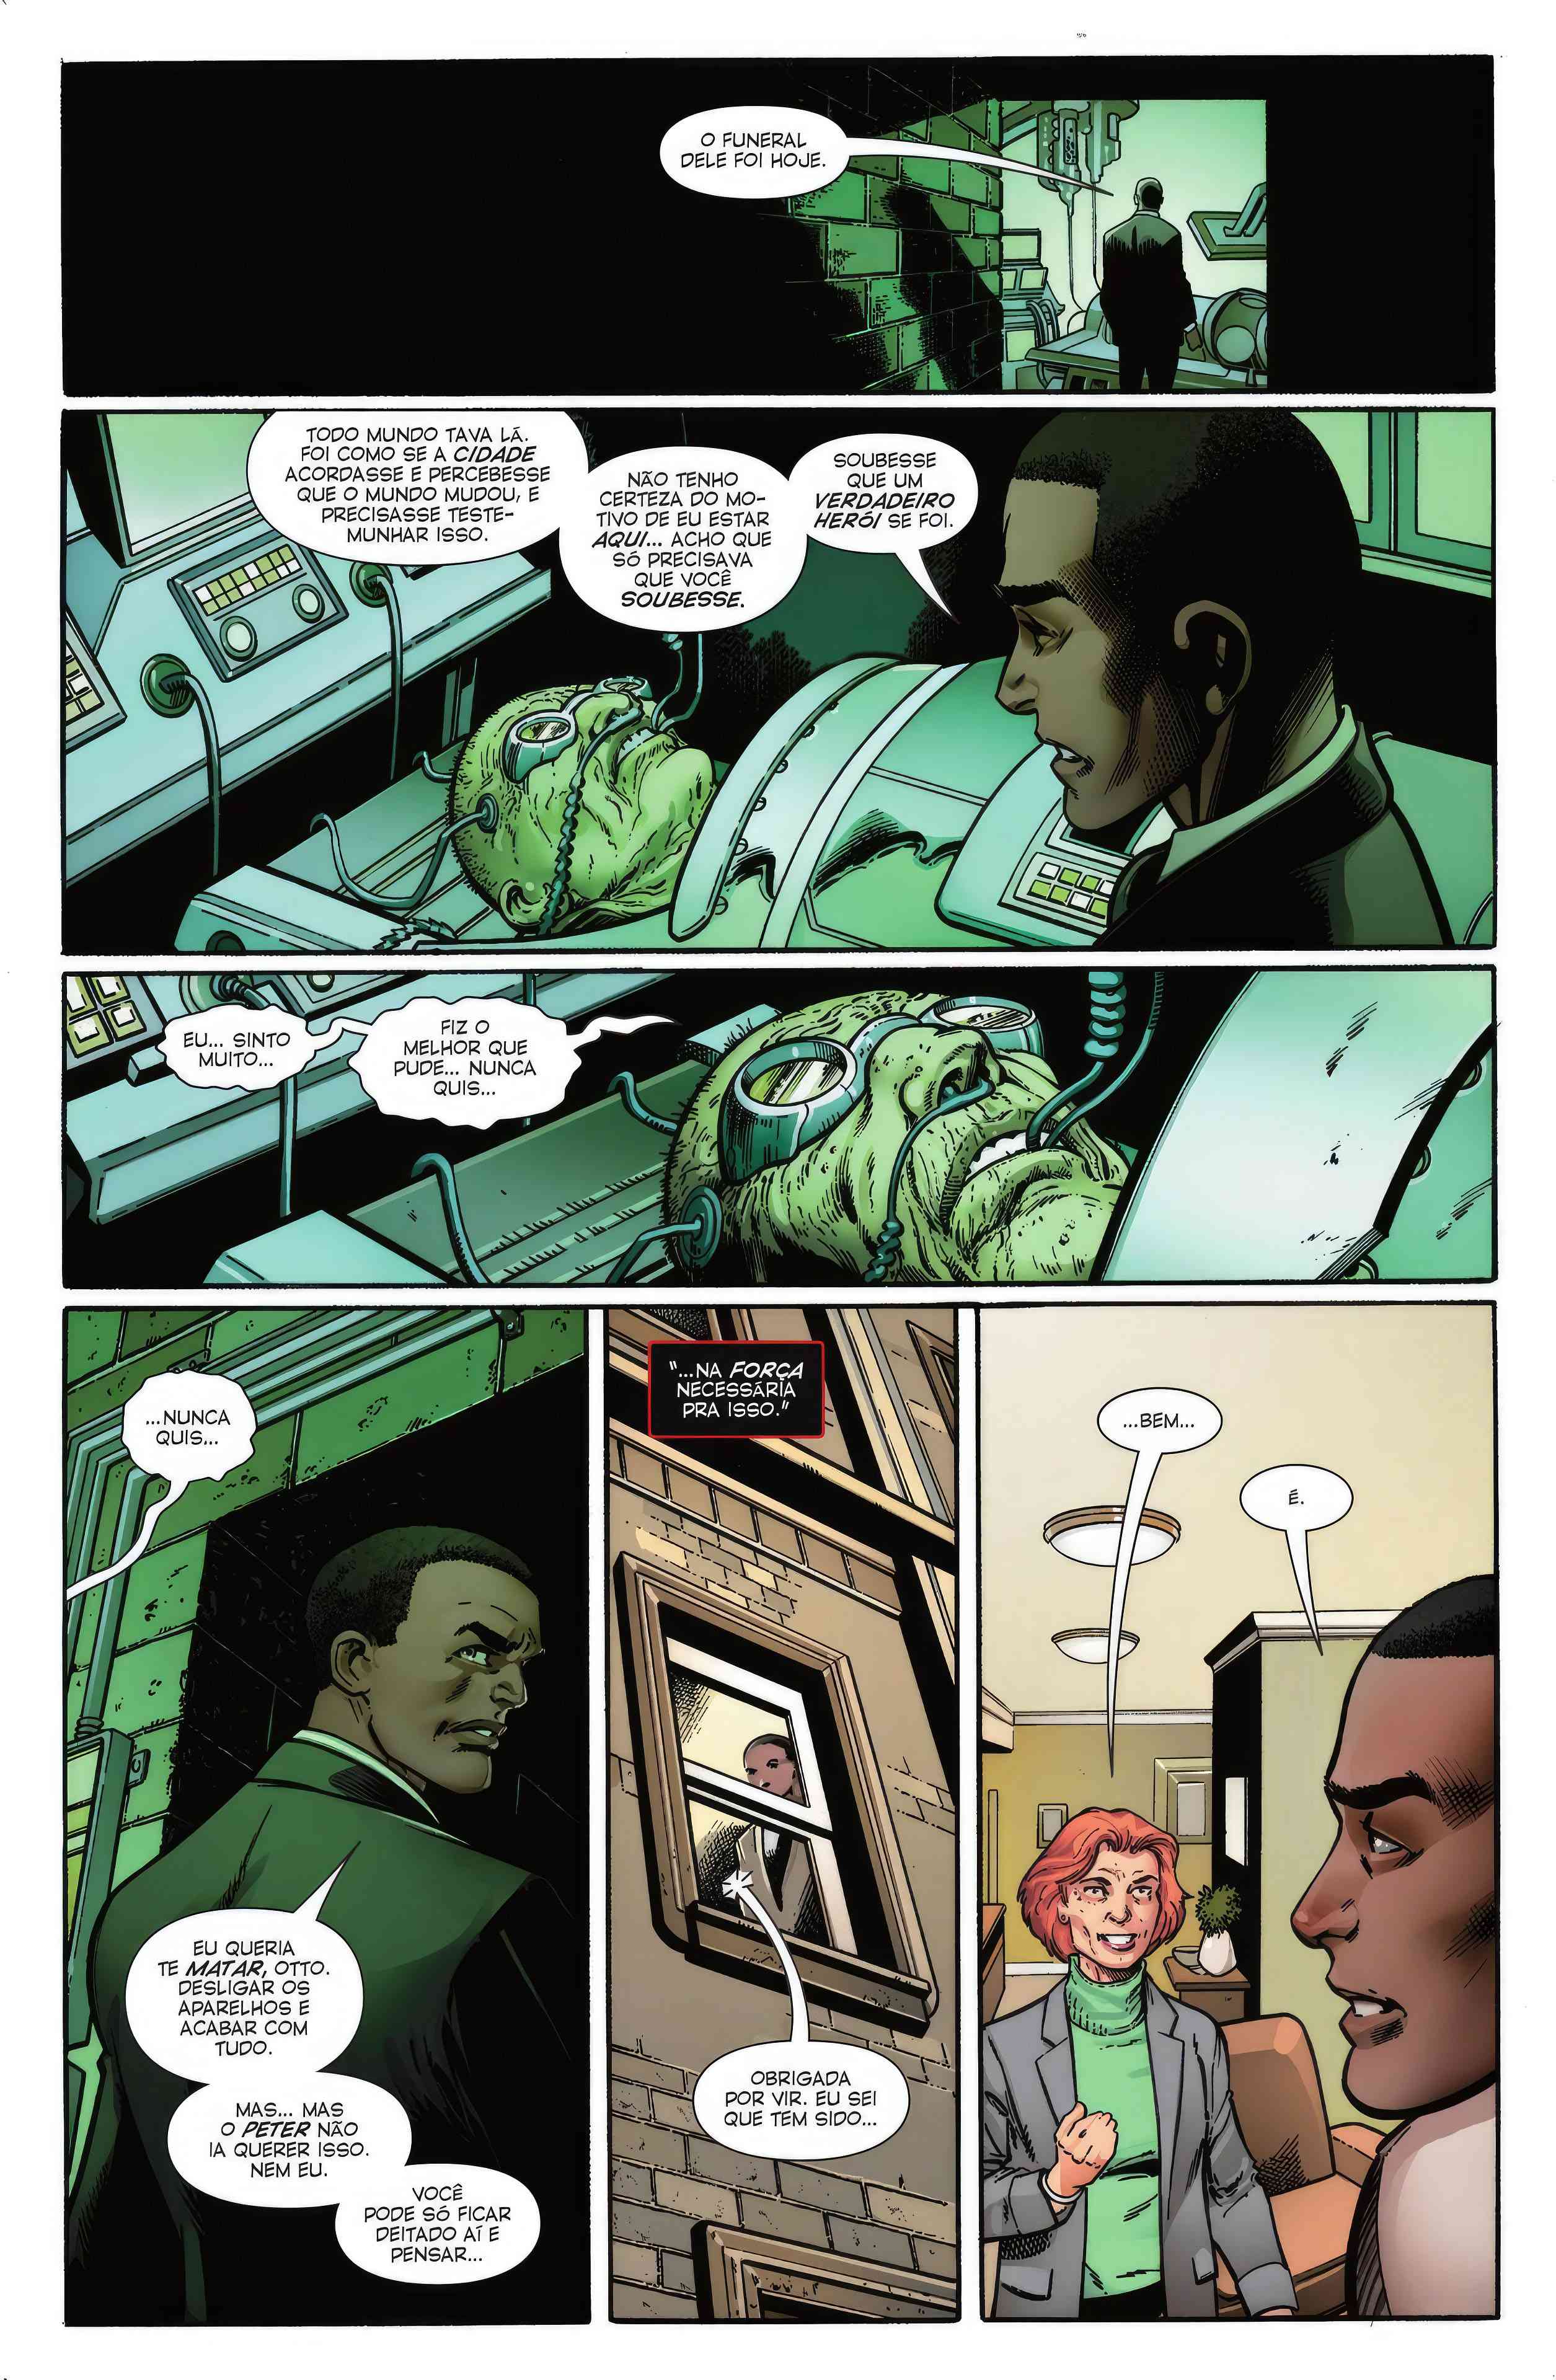 O FUNERAL
DELE FOI HOJE.
TODO MUNDO TAVA LÁ.
FOI COMO SE A CIDADE
ACORDASSE E PERCEBESSE
QUE O MUNDO MUDOU, E
PRECISASSE TESTE-
MUNHAR ISSO.
NÃO TENHO
CERTEZA DO MO-
TIVO DE EU ESTAR
AQUI... ACHO QUE
SÓ PRECISAVA
QUE VOCÊ
SOUBESSE.
SOUBESSE
QUE UM
VERDADEIRO
HERÓI SE FOI.
EU... SINTO
MUITO...
FIZ O
MELHOR QUE
PUDE... NUNCA
QUIS...
...NUNCA
QUIS...
EU QUERIA
TE MATAR, OTTO.
DESLIGAR OS
APARELHOS E
ACABAR COM
TUDO.
MAS... MAS
O PETER NÃO
IA QUERER ISSO.
NEM EU.
VOCÊ
PODE SÓ FICAR
DEITADO AÍ E
PENSAR...
"...NA FORÇA
NECESSÁRIA
PRA ISSO."
OBRIGADA
POR VIR. EU SEI
QUE TEM SIDO...
...BEM...
É.